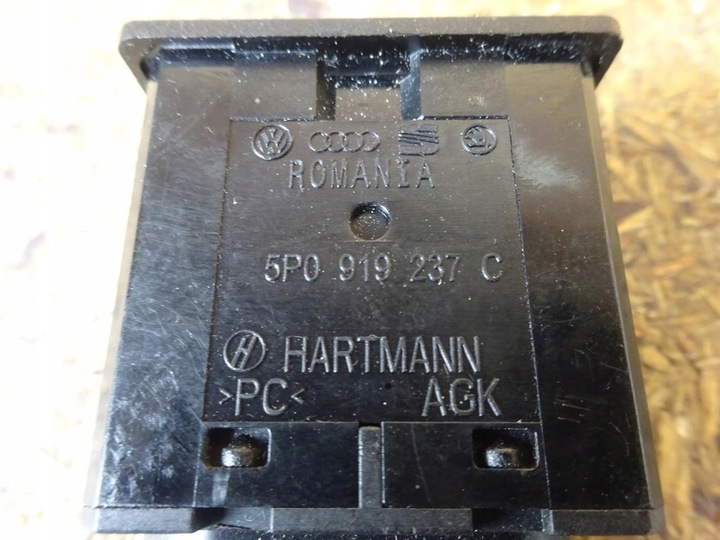 ROMANIA
5P0 919 237 C
HARTMANN
>PC< AGK